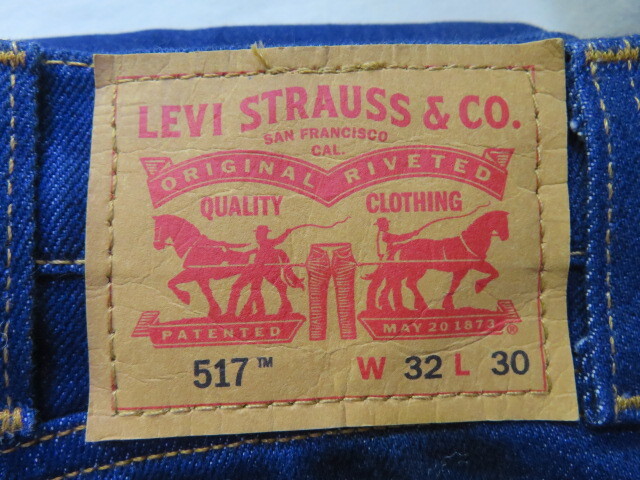 LEVI STRAUSS & CO.
SAN FRANCISCO
CAL.
ORIGINAL RIVETED
QUALITY CLOTHING
PATENTED MAY 20 1873 ®
517™ W 32 L 30